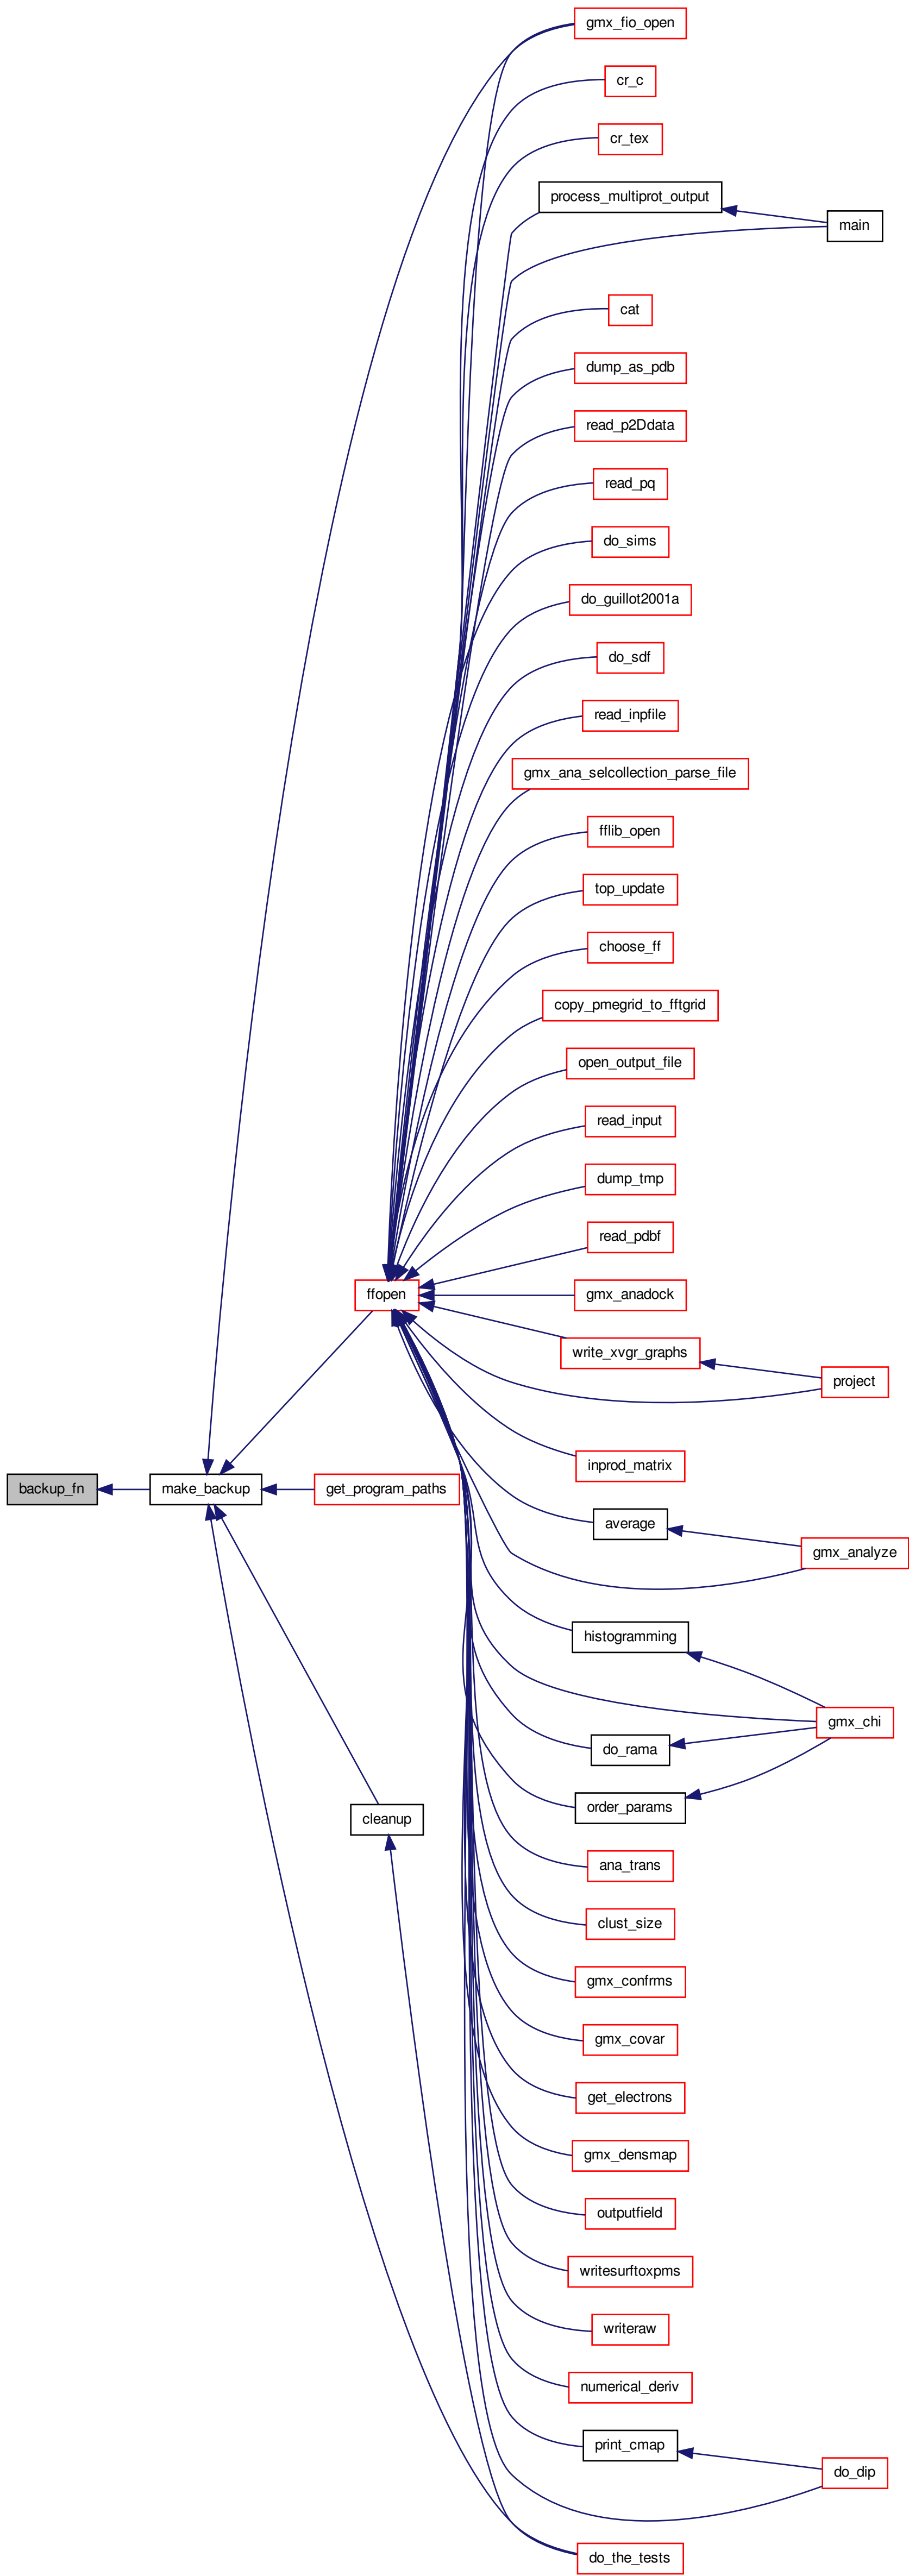 gmx_fio_open
cr_c
cr_tex
process_multiprot_output
main
cat
dump_as_pdb
read_p2Ddata
read_pq
do_sims
do_guillot2001a
do_sdf
read_inpfile
gmx_ana_selcollection_parse_file
fflib_open
top_update
choose_ff
copy_pmegrid_to_fftgrid
open_output_file
read_input
dump_tmp
read_pdbf
ffopen
gmx_anadock
write_xvgr_graphs
project
inprod_matrix
backup_fn
make_backup
get_program_paths
average
gmx_analyze
histogramming
gmx_chi
do_rama
order_params
cleanup
ana_trans
clust_size
gmx_confrms
gmx_covar
get_electrons
gmx_densmap
outputfield
writesurftoxpms
writeraw
numerical_deriv
print_cmap
do_dip
do_the_tests